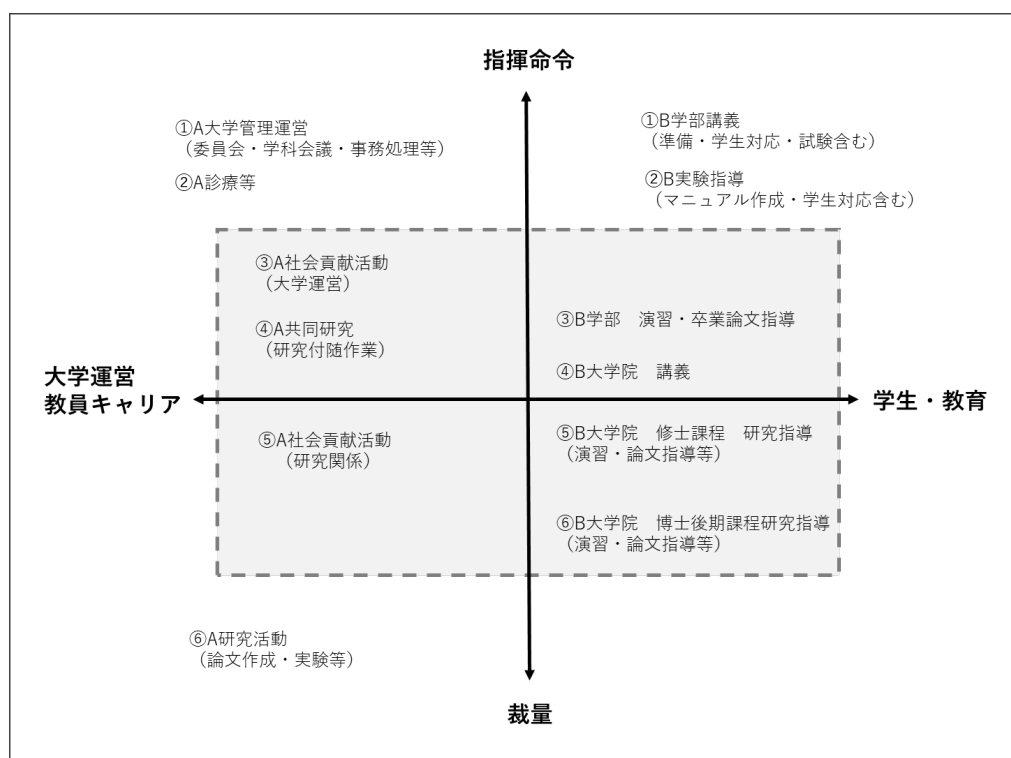 指揮命令
①A大学管理運営
（委員会・学科会議・事務処理等）
②A診療等
①B学部講義
（準備・学生対応・試験含む）
②B実験指導
（マニュアル作成・学生対応含む）
③A社会貢献活動
（大学運営）
④A共同研究
（研究付随作業）
③B学部　演習・卒業論文指導
④B大学院　講義
大学運営
教員キャリア
学生・教育
⑤A社会貢献活動
（研究関係）
⑤B大学院　修士課程　研究指導
（演習・論文指導等）
⑥B大学院　博士後期課程研究指導
（演習・論文指導等）
⑥A研究活動
（論文作成・実験等）
裁量